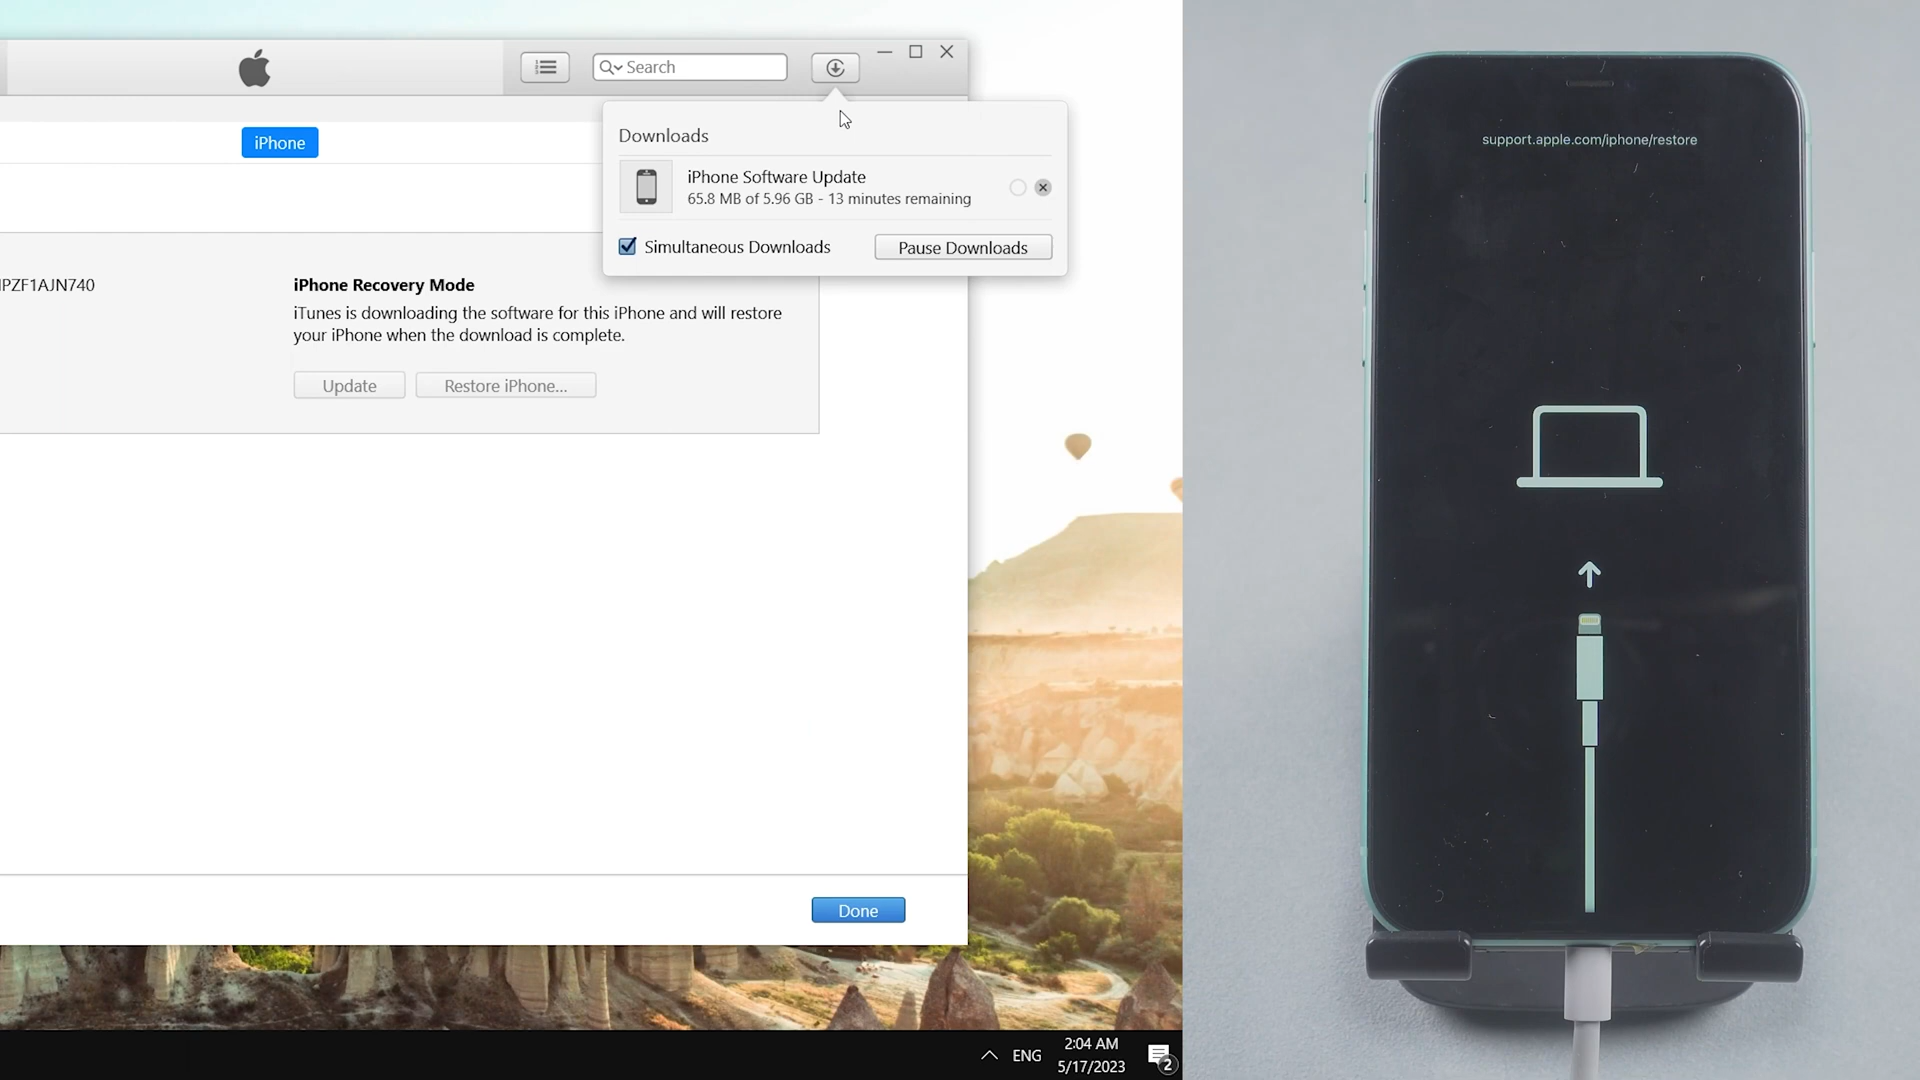 Search
iPhone
Downloads
iPhone Software Update
65.8 MB of 5.96 GB - 13 minutes remaining
Simultaneous Downloads
Pause Downloads
iPhone Recovery Mode
iTunes is downloading the software for this iPhone and will restore
your iPhone when the download is complete.
Update
Restore iPhone...
Done
ENG
2:04 AM
5/17/2023
2
support.apple.com/iphone/restore